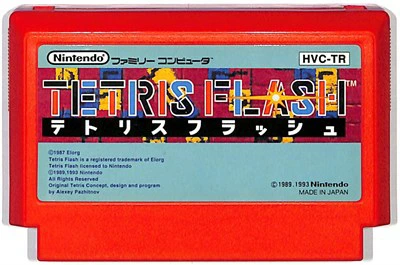 Nintendo ファミリー コンピュータ HVC-TR
TETRIS FLASH™
テトリスフラッシュ
©1987 Elorg
Tetris Flash is a registered trademark of Elorg
Tetris Flash licensed to Nintendo
©1989,1993 Nintendo
All Rights Reserved
Original Tetris Concept, design and program
by Alexey Pazhitnov
©1989,1993 Nintendo
MADE IN JAPAN